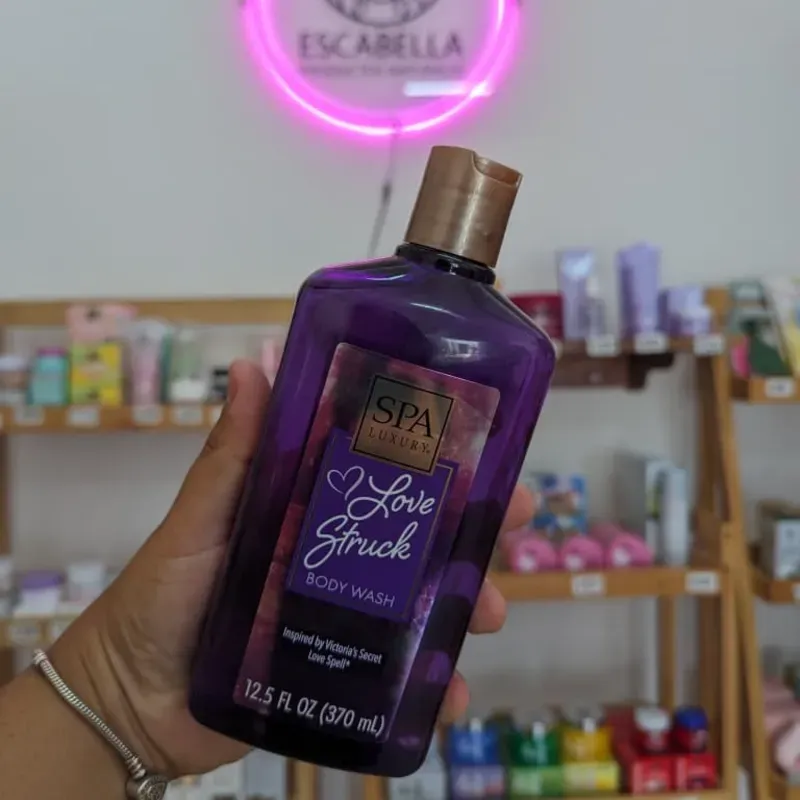 ESCABELLA
SPA
LUXURY®
Love
Struck
BODY WASH
Inspired by Victoria's Secret
Love Spell*
12.5 FL OZ (370 mL)